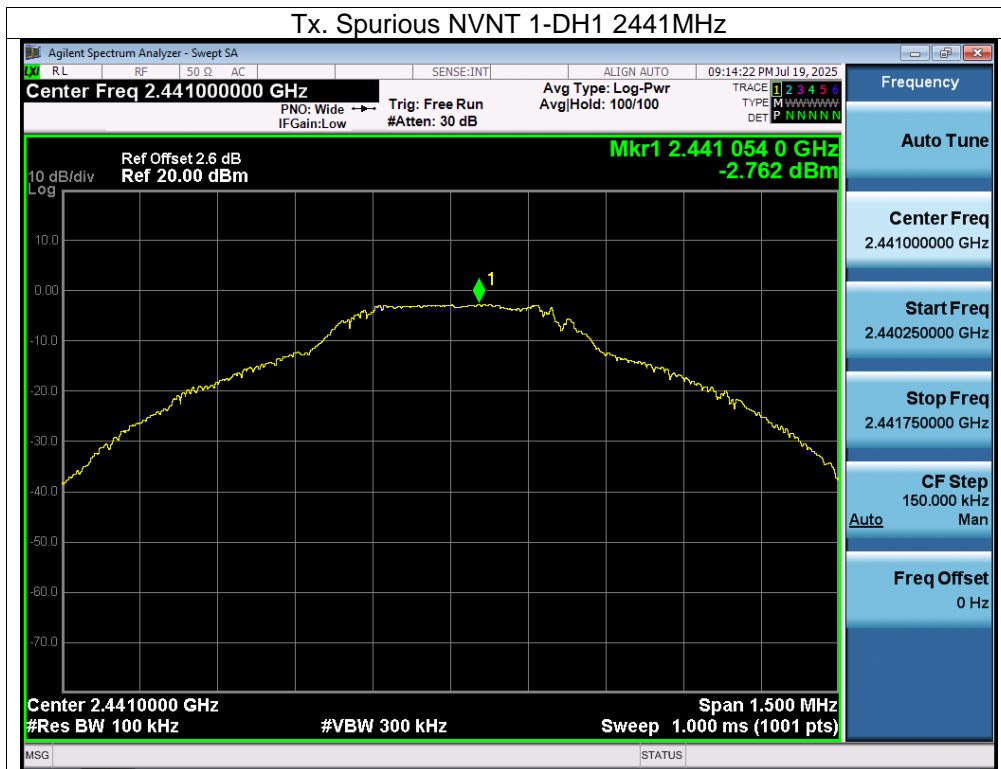 Tx. Spurious NVNT 1-DH1 2441MHz
Agilent Spectrum Analyzer - Swept SA
LXI RL RF 50 Ω AC SENSE:INT ALIGN AUTO 09:14:22 PM Jul 19, 2025
Center Freq 2.441000000 GHz
PNO: Wide
IFGain:Low
Trig: Free Run
#Atten: 30 dB
Avg Type: Log-Pwr
Avg|Hold: 100/100
TRACE 1 2 3 4 5 6
TYPE M WWWWW
DET P N N N N N
Mkr1 2.441 054 0 GHz
-2.762 dBm
Ref Offset 2.6 dB
10 dB/div Ref 20.00 dBm
Log
10.0
0.00
-10.0
-20.0
-30.0
-40.0
-50.0
-60.0
-70.0
1
Center 2.4410000 GHz Span 1.500 MHz
#Res BW 100 kHz #VBW 300 kHz Sweep 1.000 ms (1001 pts)
MSG STATUS
Frequency
Auto Tune
Center Freq
2.441000000 GHz
Start Freq
2.440250000 GHz
Stop Freq
2.441750000 GHz
CF Step
150.000 kHz
Auto Man
Freq Offset
0 Hz